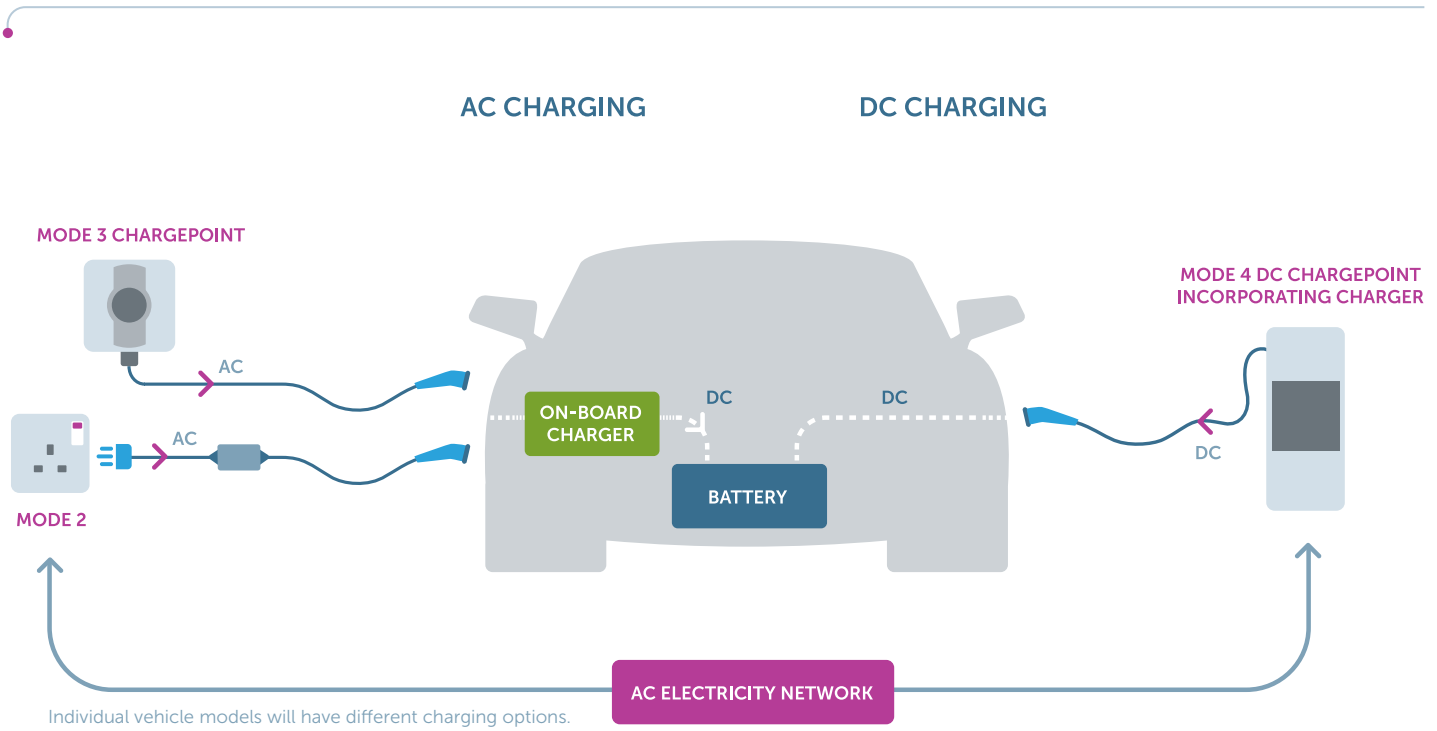 AC CHARGING
DC CHARGING
MODE 3 CHARGEPOINT
MODE 4 DC CHARGEPOINT
INCORPORATING CHARGER
AC
ON-BOARD
CHARGER
DC
DC
AC
DC
BATTERY
MODE 2
AC ELECTRICITY NETWORK
Individual vehicle models will have different charging options.